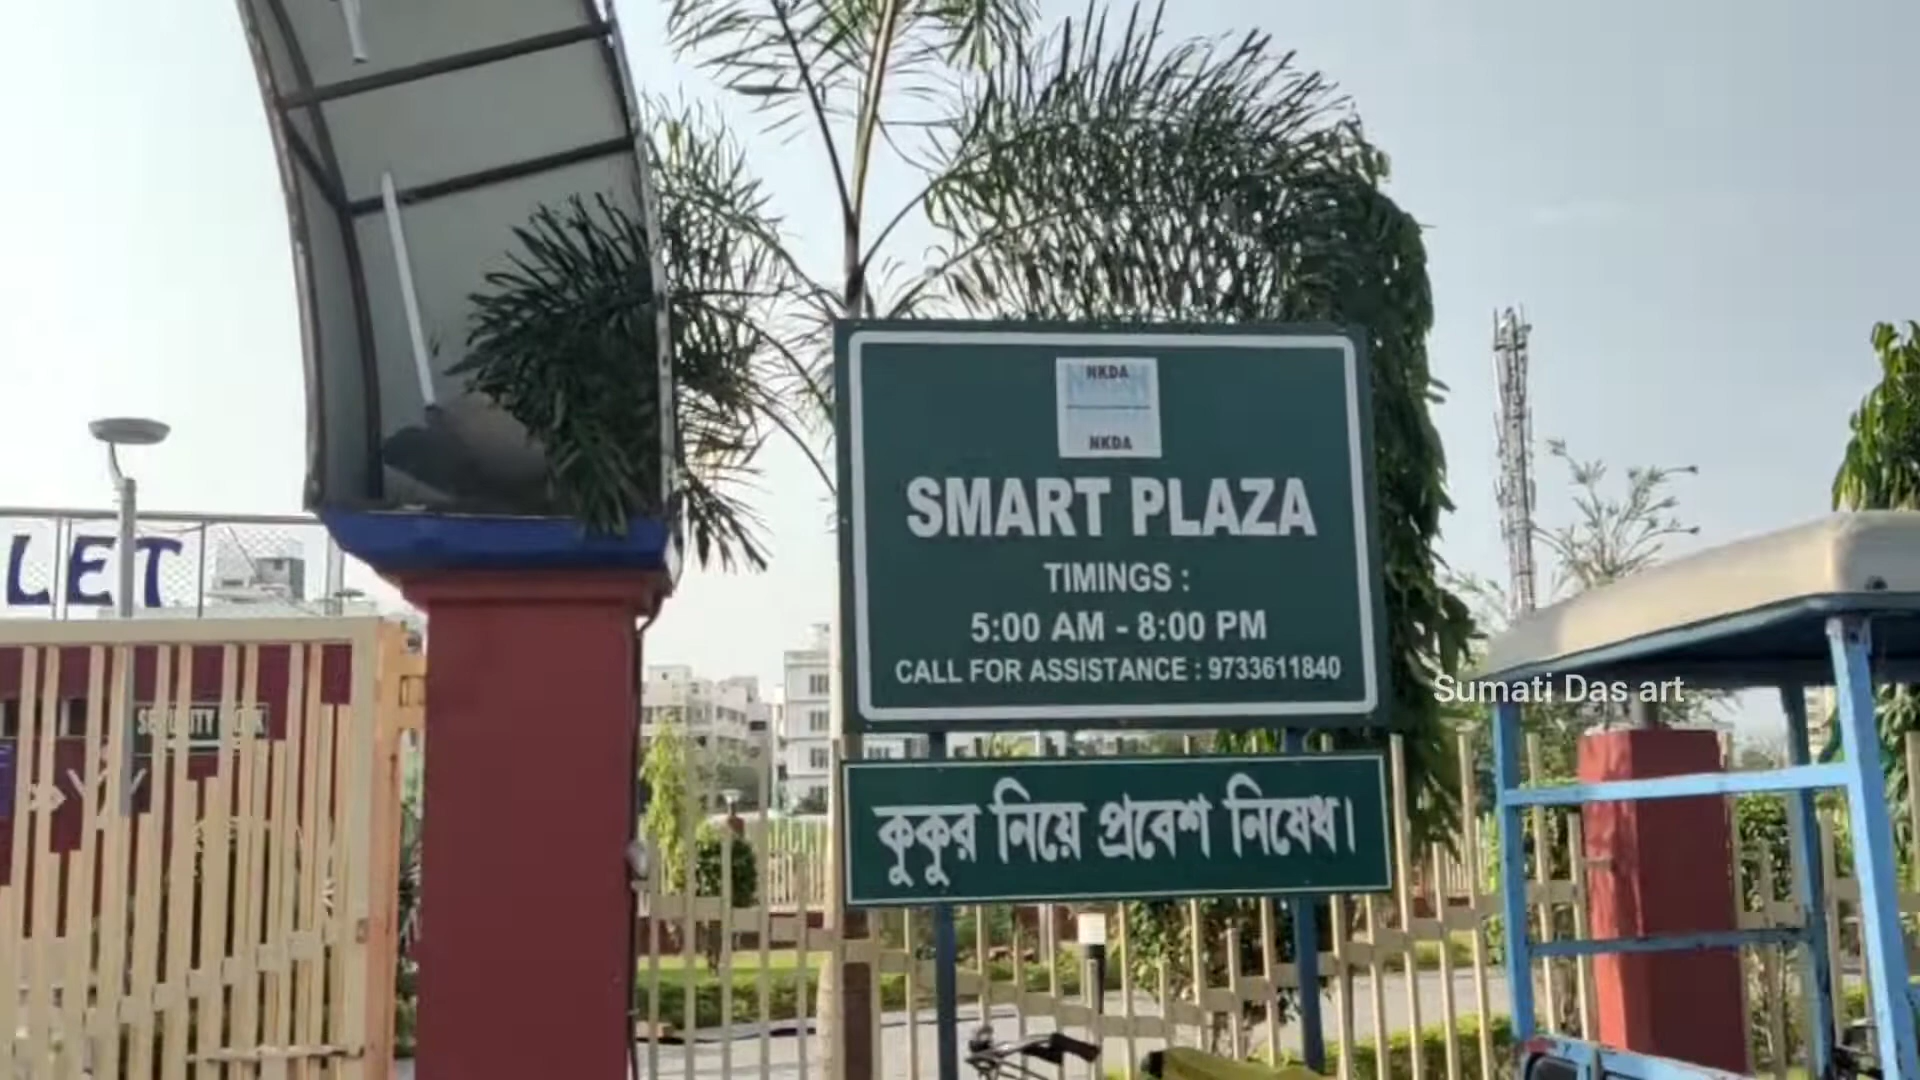 NKDA
NKDA
SMART PLAZA
TIMINGS :
5:00 AM - 8:00 PM
CALL FOR ASSISTANCE : 9733611840
Sumati Das art
LET
কুকুর নিয়ে প্রবেশ নিষেধ।